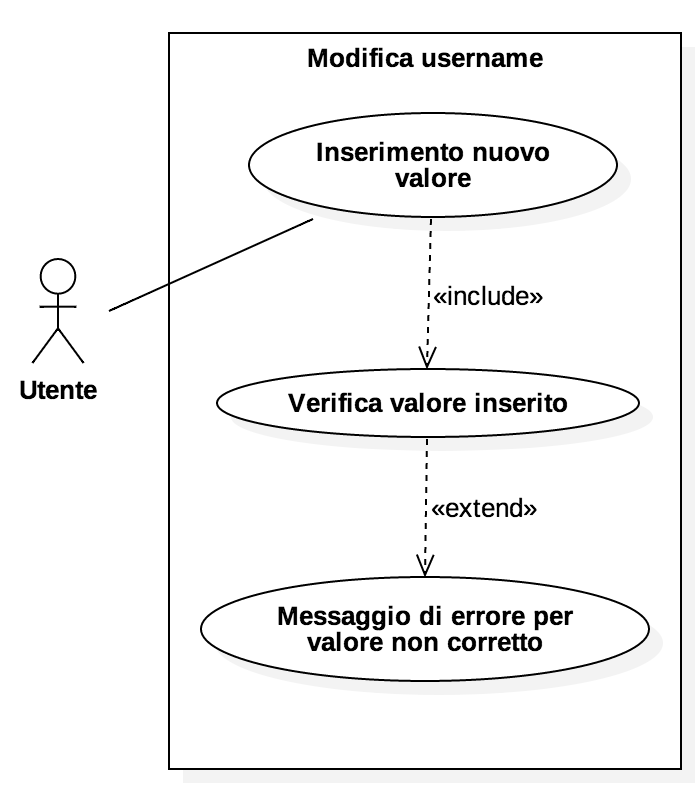 Modifica username
Inserimento nuovo
valore
«include»
Utente
Verifica valore inserito
«extend»
Messaggio di errore per
valore non corretto